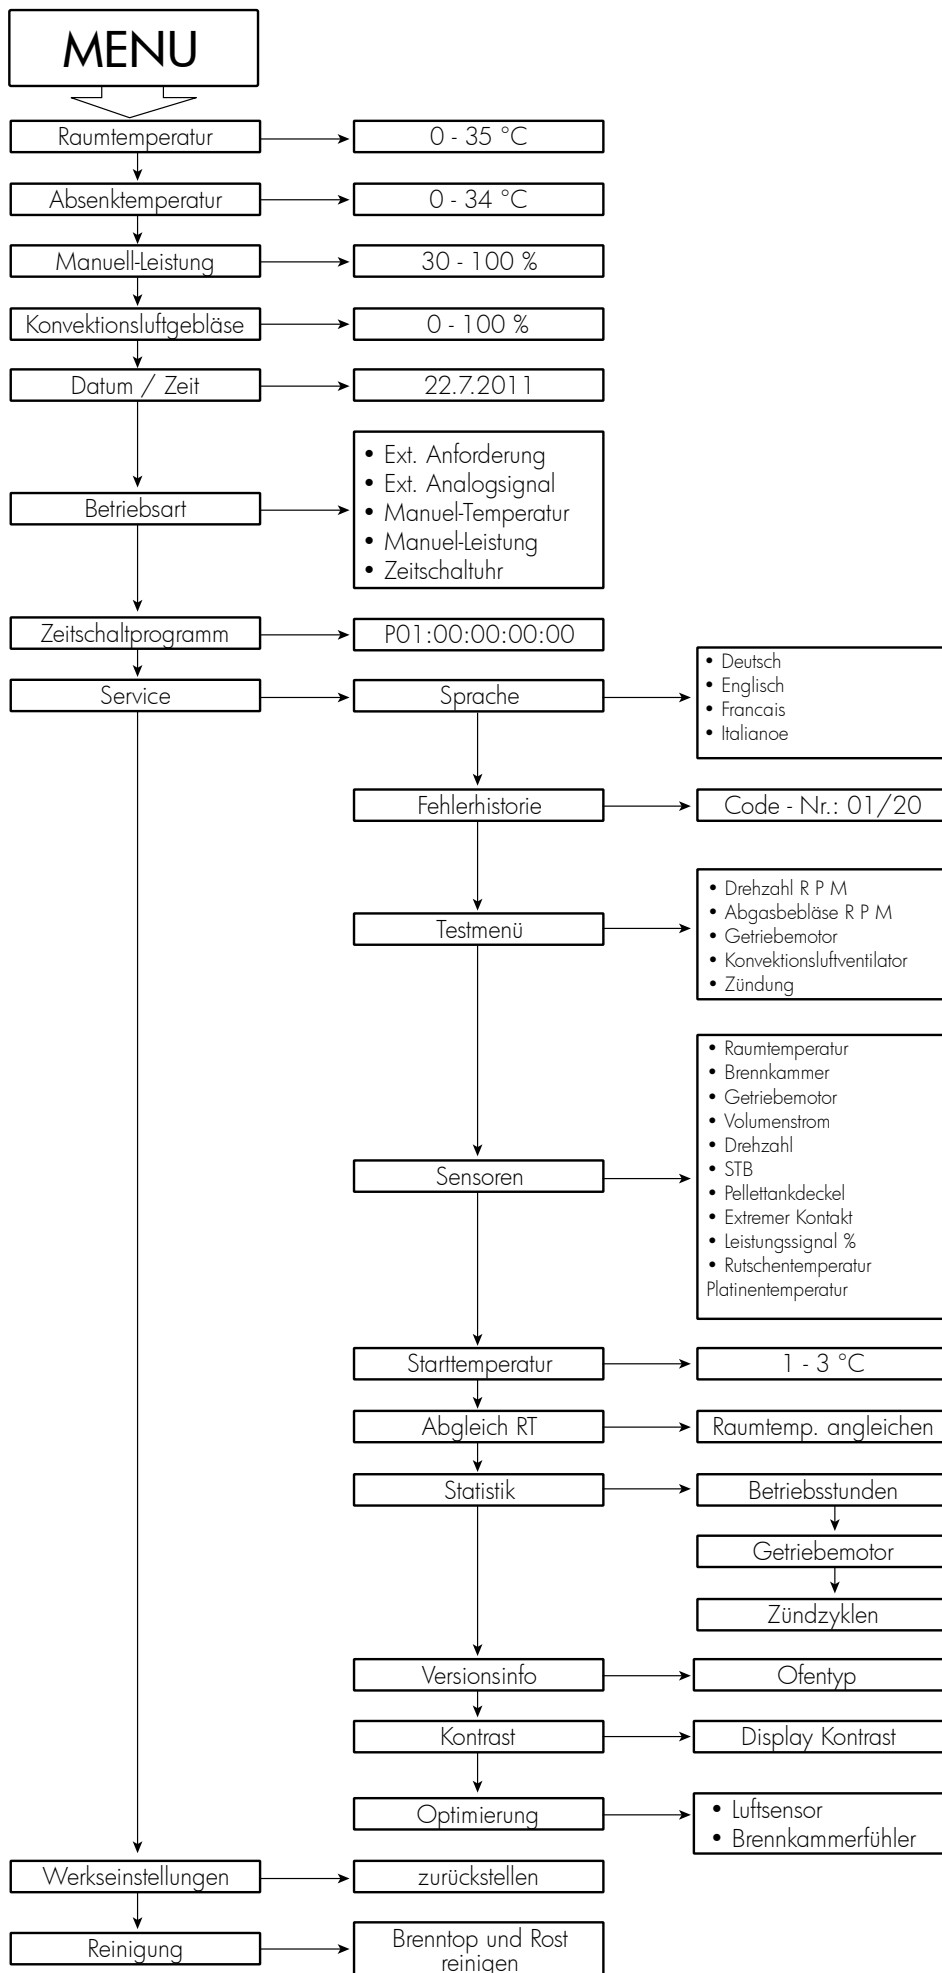 MENU
Raumtemperatur
0 - 35 °C
Absenktemperatur
0 - 34 °C
Manuell-Leistung
30 - 100 %
Konvektionsluftgebläse
0 - 100 %
Datum / Zeit
22.7.2011
Betriebsart
• Ext. Anforderung
• Ext. Analogsignal
• Manuel-Temperatur
• Manuel-Leistung
• Zeitschaltuhr
Zeitschaltprogramm
P01:00:00:00:00
Service
Sprache
• Deutsch
• Englisch
• Francais
• Italianoe
Fehlerhistorie
Code - Nr.: 01/20
Testmenü
• Drehzahl R P M
• Abgasbebläse R P M
• Getriebemotor
• Konvektionsluftventilator
• Zündung
Sensoren
• Raumtemperatur
• Brennkammer
• Getriebemotor
• Volumenstrom
• Drehzahl
• STB
• Pellettankdeckel
• Extremer Kontakt
• Leistungssignal %
• Rutschentemperatur
Platinentemperatur
Starttemperatur
1 - 3 °C
Abgleich RT
Raumtemp. angleichen
Statistik
Betriebsstunden
Getriebemotor
Zündzyklen
Versionsinfo
Ofentyp
Kontrast
Display Kontrast
Optimierung
• Luftsensor
• Brennkammerfühler
Werkseinstellungen
zurückstellen
Reinigung
Brenntop und Rost
reinigen